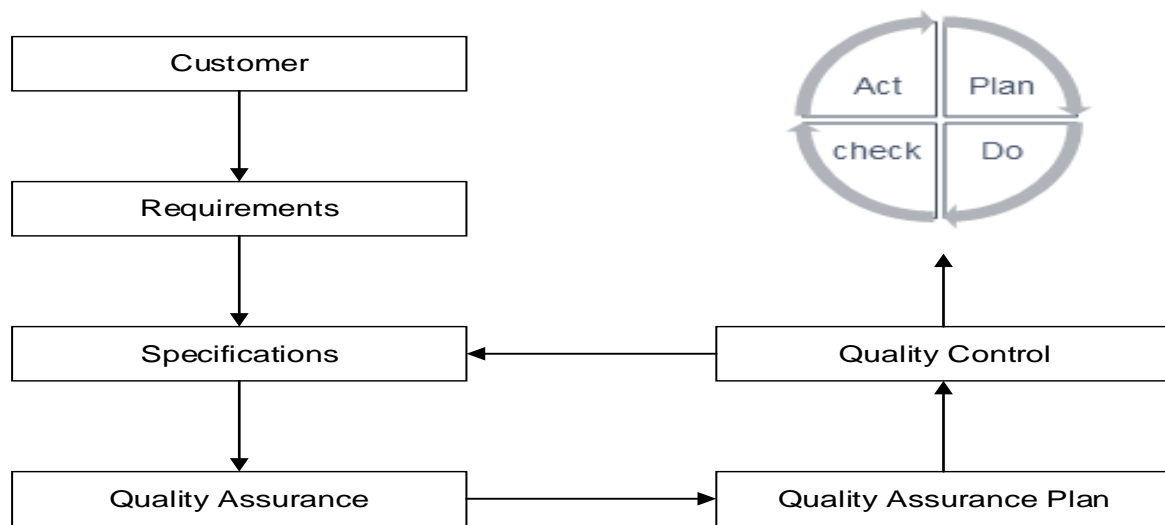 Customer
Act
Plan
check
Do
Requirements
Specifications
Quality Control
Quality Assurance
Quality Assurance Plan